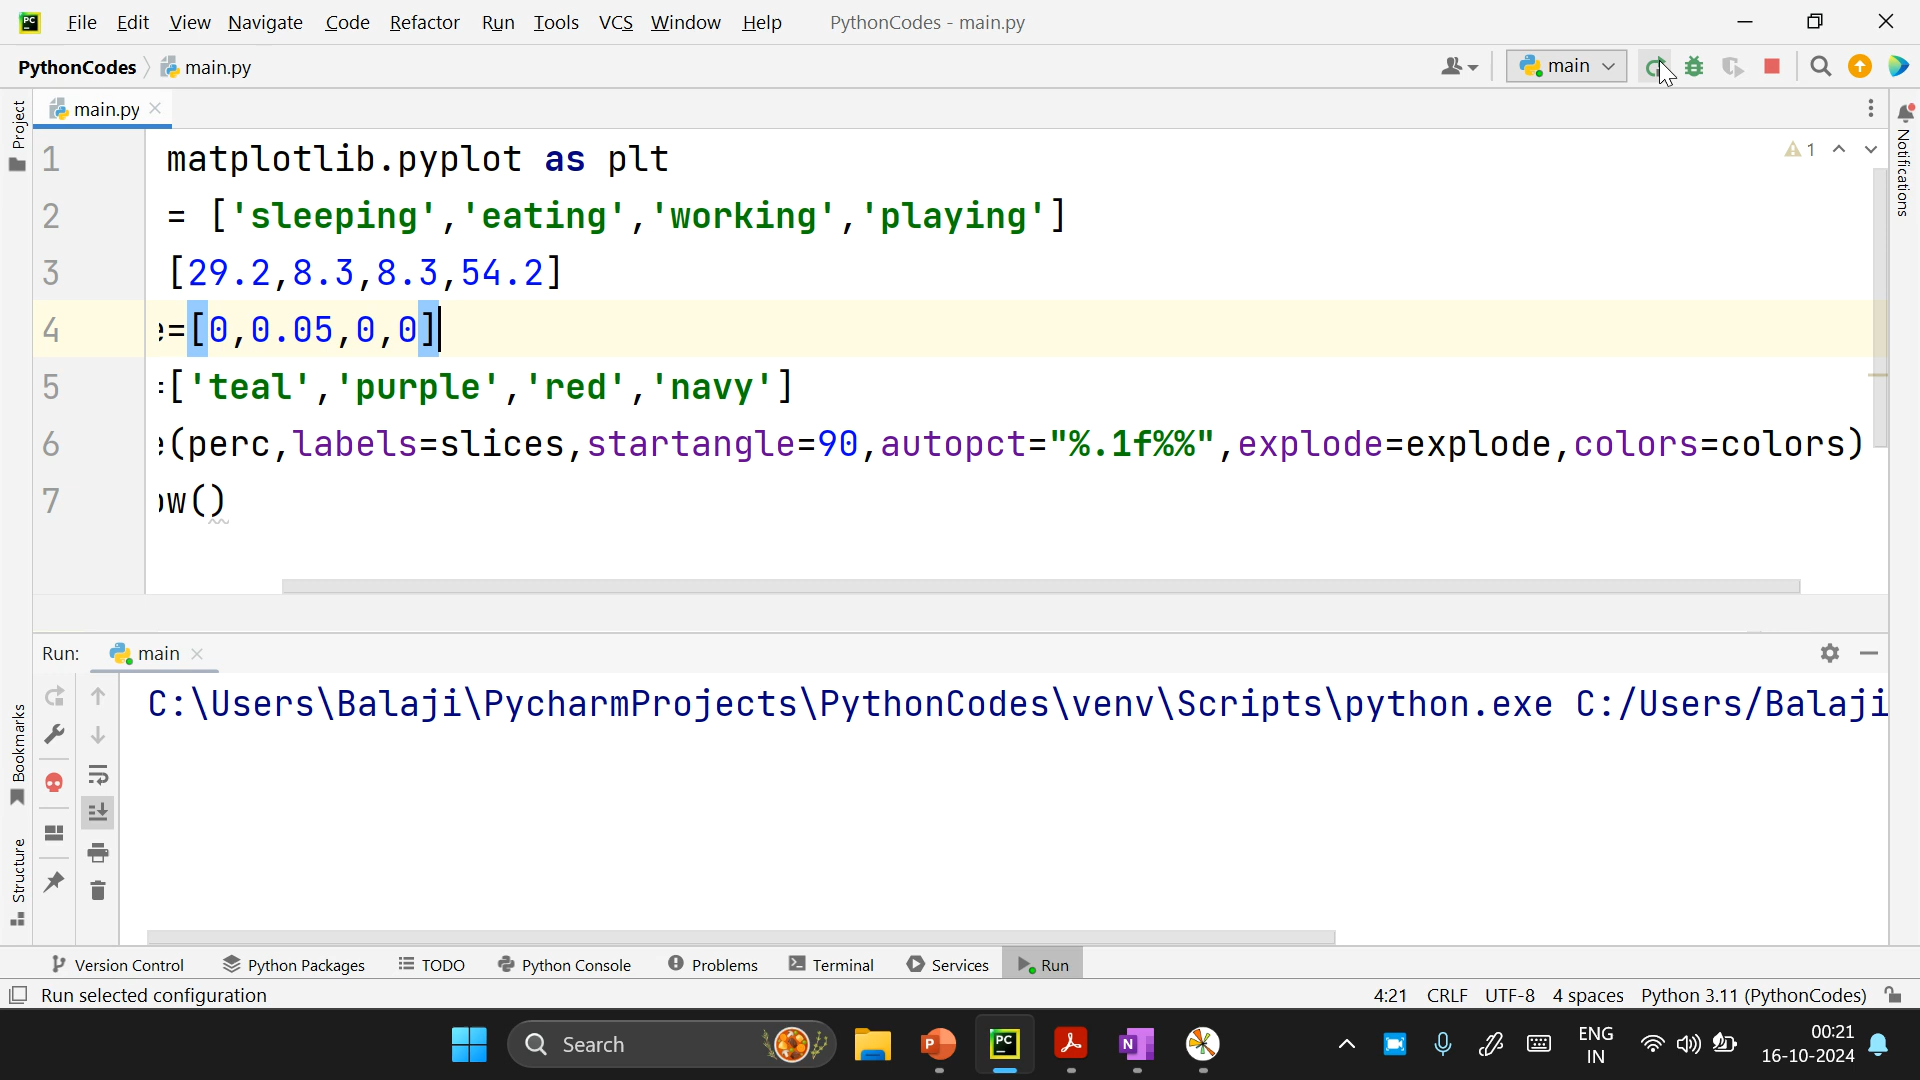 PC File Edit View Navigate Code Refactor Run Tools VCS Window Help PythonCodes - main.py
PythonCodes main.py main
Project
main.py
Notifications
1 matplotlib.pyplot as plt 1
2 = ['sleeping','eating','working','playing']
3 [29.2,8.3,8.3,54.2]
4 =[0,0.05,0,0]
5 ['teal','purple','red','navy']
6 (perc,labels=slices,startangle=90,autopct="%.1f%%",explode=explode,colors=colors)
7 w()
Run: main
C:\Users\Balaji\PycharmProjects\PythonCodes\venv\Scripts\python.exe C:/Users/Balaji
Bookmarks
Structure
Version Control Python Packages TODO Python Console Problems Terminal Services Run
Run selected configuration 4:21 CRLF UTF-8 4 spaces Python 3.11 (PythonCodes)
Search P PC N ENG 00:21
IN 16-10-2024